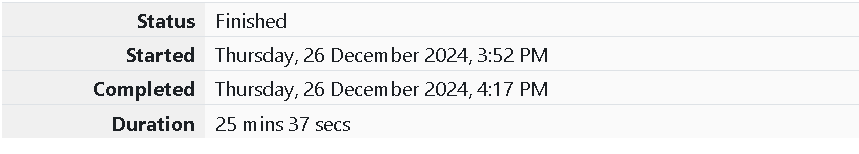 Status Finished
Started Thursday, 26 December 2024, 3:52 PM
Completed Thursday, 26 December 2024, 4:17 PM
Duration 25 mins 37 secs